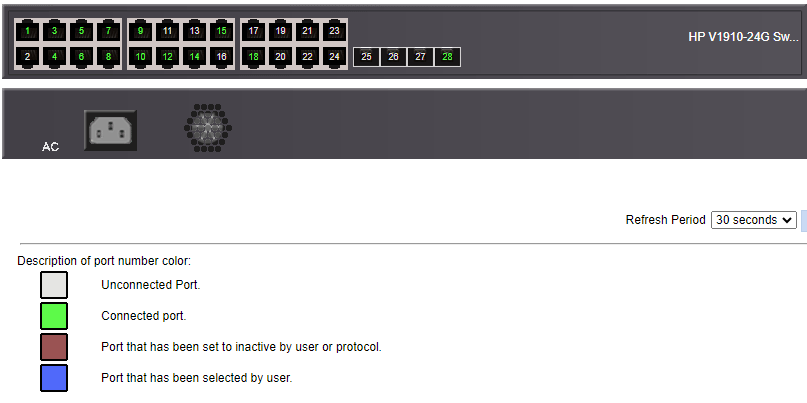 1 3 5 7 9 11 13 15 17 19 21 23
HP V1910-24G Sw...
2 4 6 8 10 12 14 16 18 20 22 24 25 26 27 28
AC
Refresh Period 30 seconds
Description of port number color:
Unconnected Port.
Connected port.
Port that has been set to inactive by user or protocol.
Port that has been selected by user.